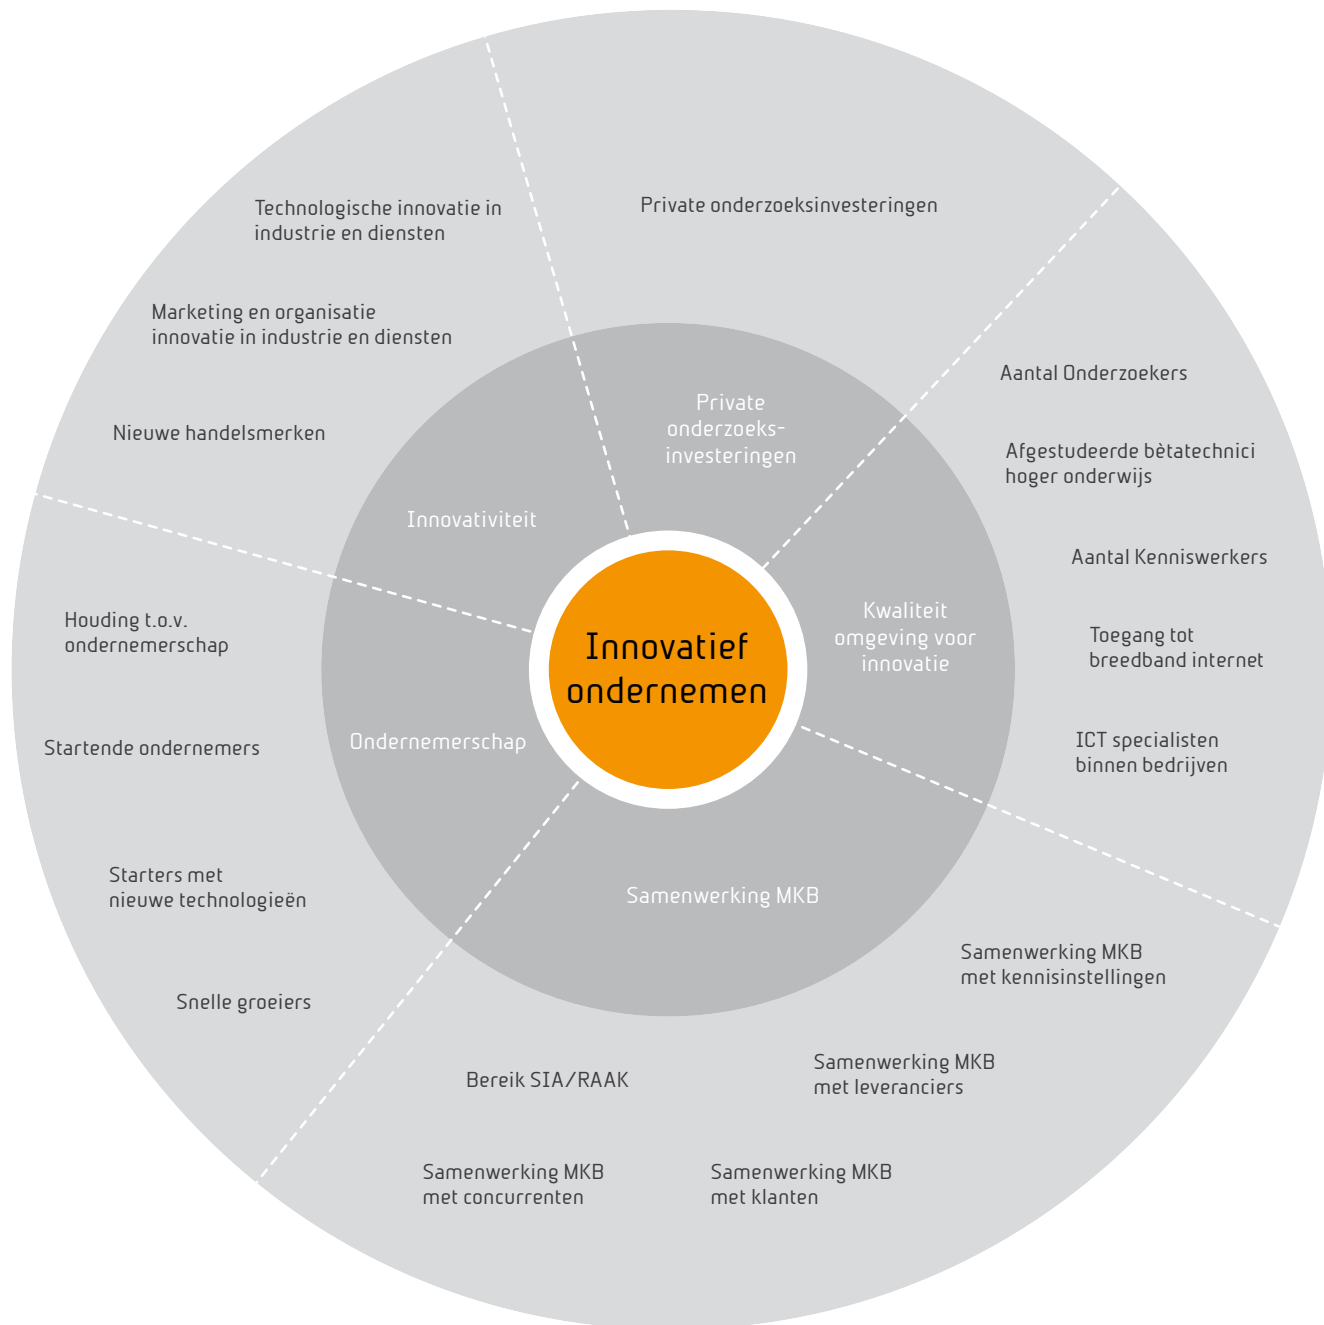 Technologische innovatie in
industrie en diensten
Private onderzoeksinvesteringen
Marketing en organisatie
innovatie in industrie en diensten
Nieuwe handelsmerken
Aantal Onderzoekers
Afgestudeerde bètatechnici
hoger onderwijs
Aantal Kenniswerkers
Toegang tot
breedband internet
ICT specialisten
binnen bedrijven
Private
onderzoeks-
investeringen
Innovativiteit
Kwaliteit
omgeving voor
innovatie
Innovatief
ondernemen
Ondernemerschap
Samenwerking MKB
Houding t.o.v.
ondernemerschap
Startende ondernemers
Starters met
nieuwe technologieën
Snelle groeiers
Samenwerking MKB
met kennisinstellingen
Samenwerking MKB
met leveranciers
Bereik SIA/RAAK
Samenwerking MKB
met concurrenten
Samenwerking MKB
met klanten